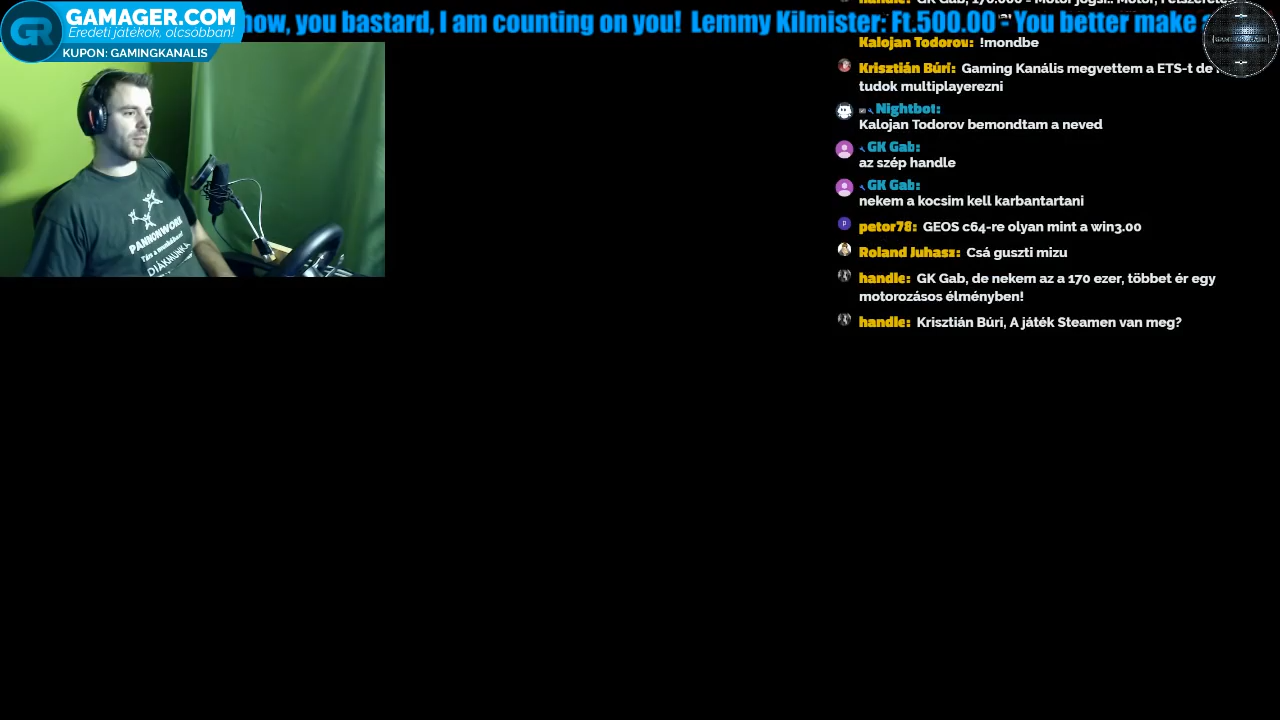 GAMAGER.COM
Eredeti játékok, olcsóbban!
KUPON: GAMINGKANALIS
how, you bastard, I am counting on you! Lemmy Kilmister: Ft.500.00 - You better make
Kalojan Todorov: !mondbe
Krisztián Búri: Gaming Kanális megvettem a ETS-t de
tudok multiplayerezni
Nightbot:
Kalojan Todorov bemondtam a neved
GK Gab:
az szép handle
GK Gab:
nekem a kocsim kell karbantartani
petor78: GEOS c64-re olyan mint a win3.00
Roland Juhasz: Csá guszti mizu
handle: GK Gab, de nekem az a 170 ezer, többet ér egy
motorozásos élményben!
handle: Krisztián Búri, A játék Steamen van meg?
PANNONWORK
DIÁKMUNKA